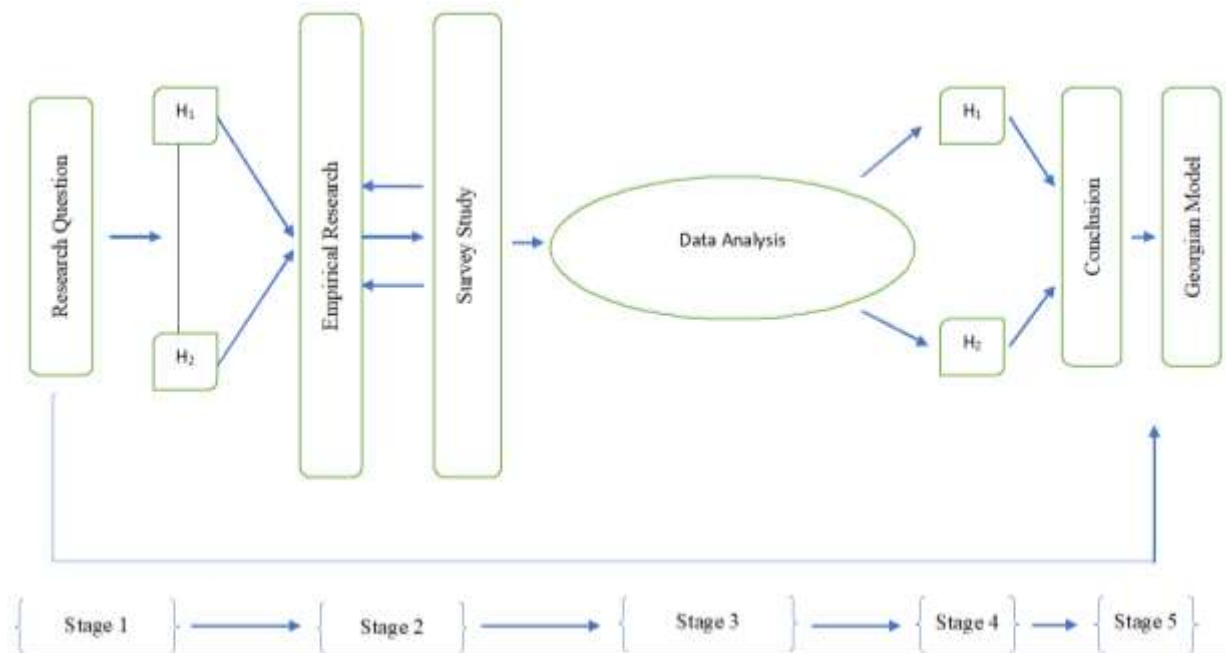 Research Question
H₁
H₂
Empirical Research
Survey Study
Data Analysis
H₁
H₂
Conclusion
Georgian Model
Stage 1
Stage 2
Stage 3
Stage 4
Stage 5